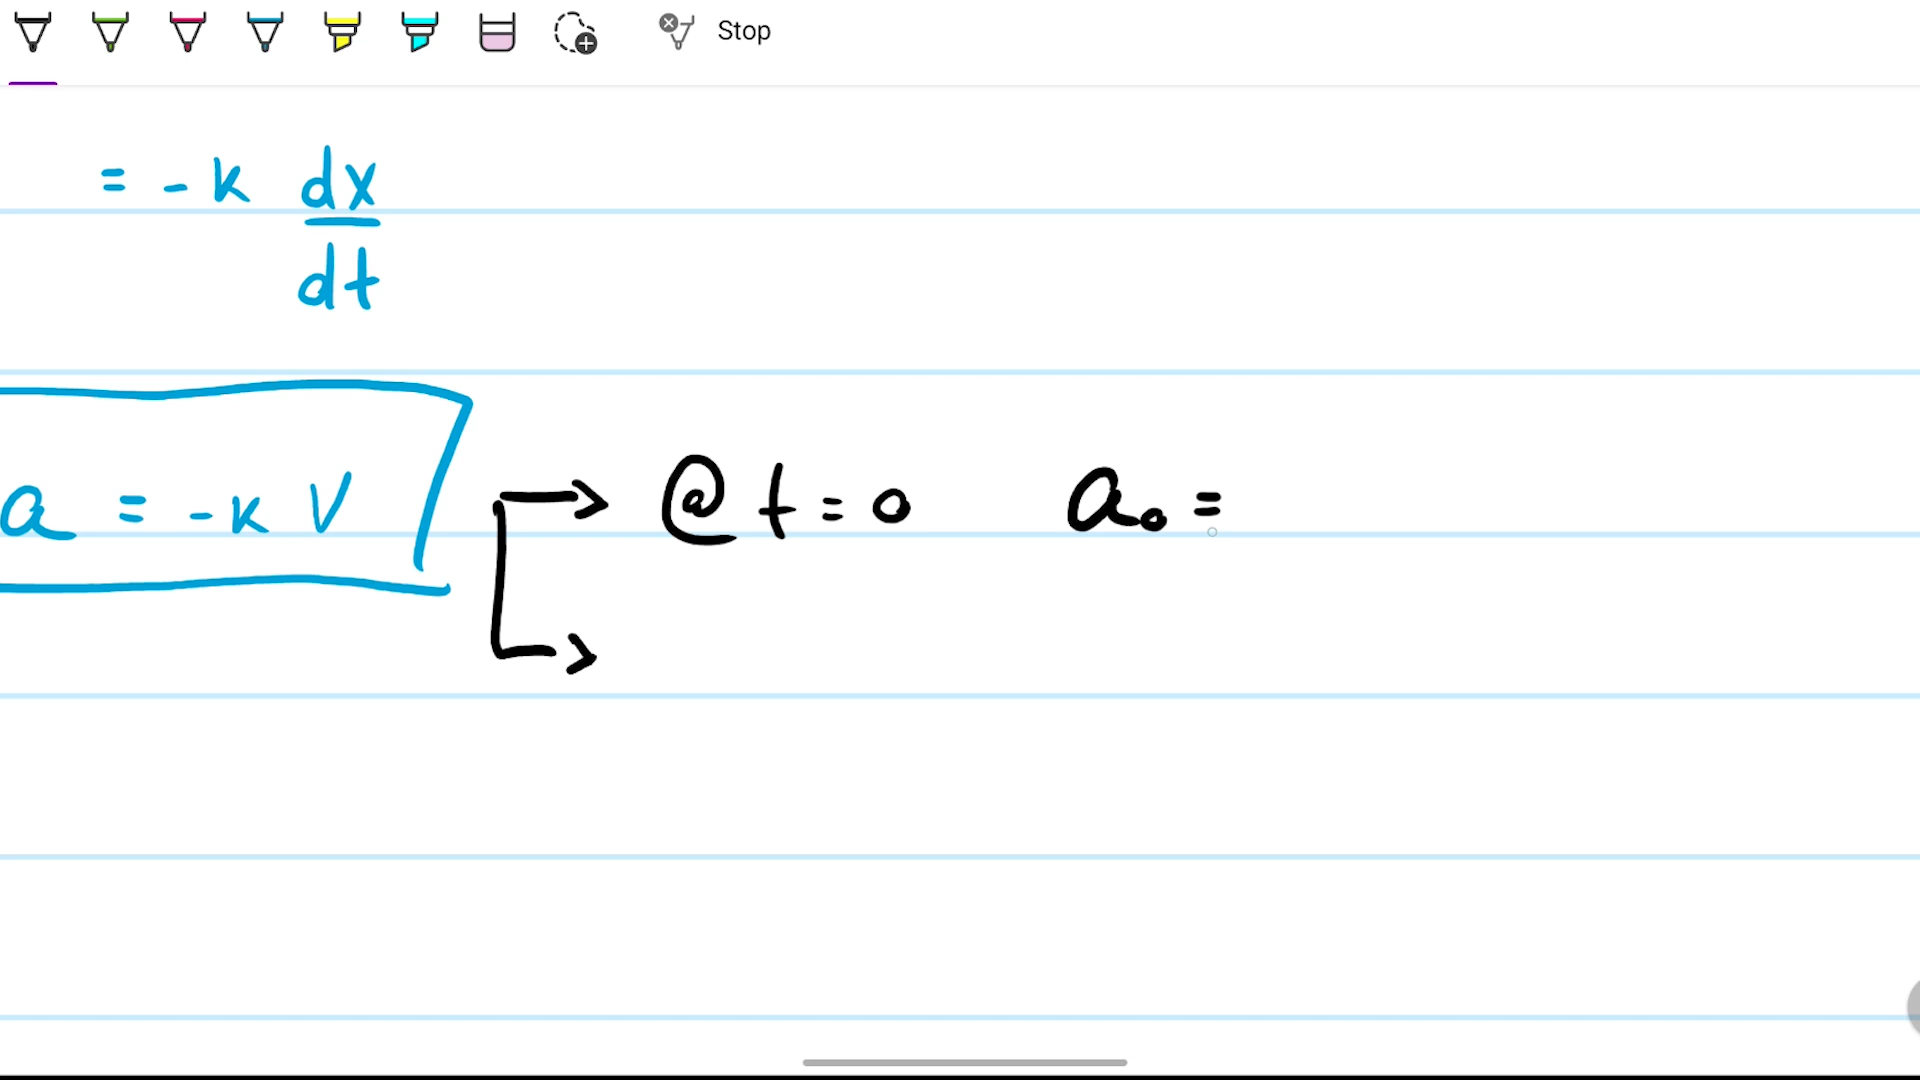 Stop
= - k dx
dt
a = - k V → @ t = 0 a₀ =